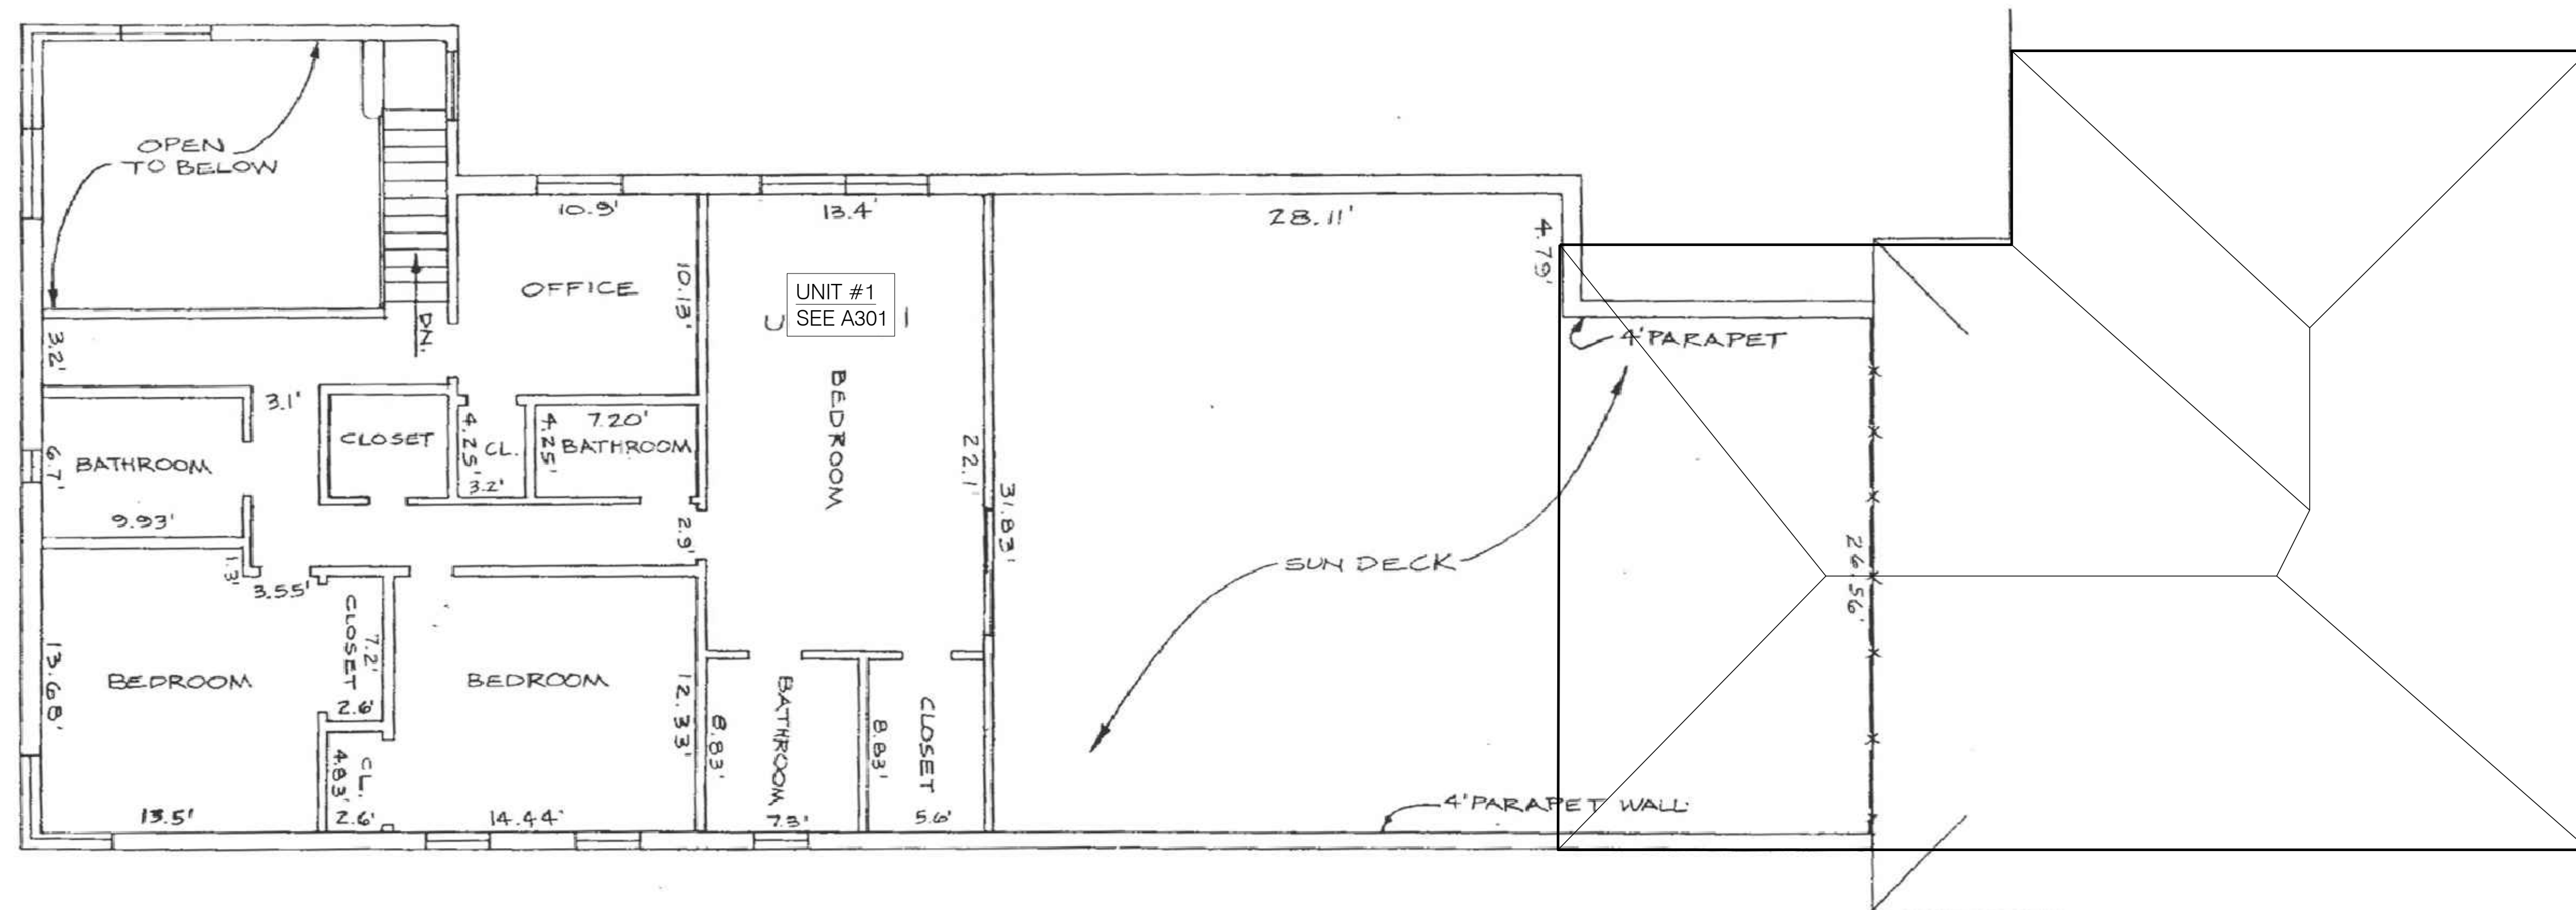 OPEN
TO BELOW
10.9'
13.4'
28.11'
4.79'
OFFICE
10.13'
UNIT #1
SEE A301
U
1
DN.
3.2'
4' PARAPET
BEDROOM
3.1'
CLOSET
4.25'
CL.
3.2'
4.25'
7.20'
BATHROOM
22.1'
31.83'
BATHROOM
6.7'
9.93'
2.9'
1.3'
3.55'
SUN DECK
26.56'
CLOSET
7.2'
2.6'
13.68'
BEDROOM
BEDROOM
12.33'
8.83'
BATHROOM
8.83'
CLOSET
4.83'
CL.
2.6'
13.5'
14.44'
7.3'
5.6'
4' PARAPET WALL